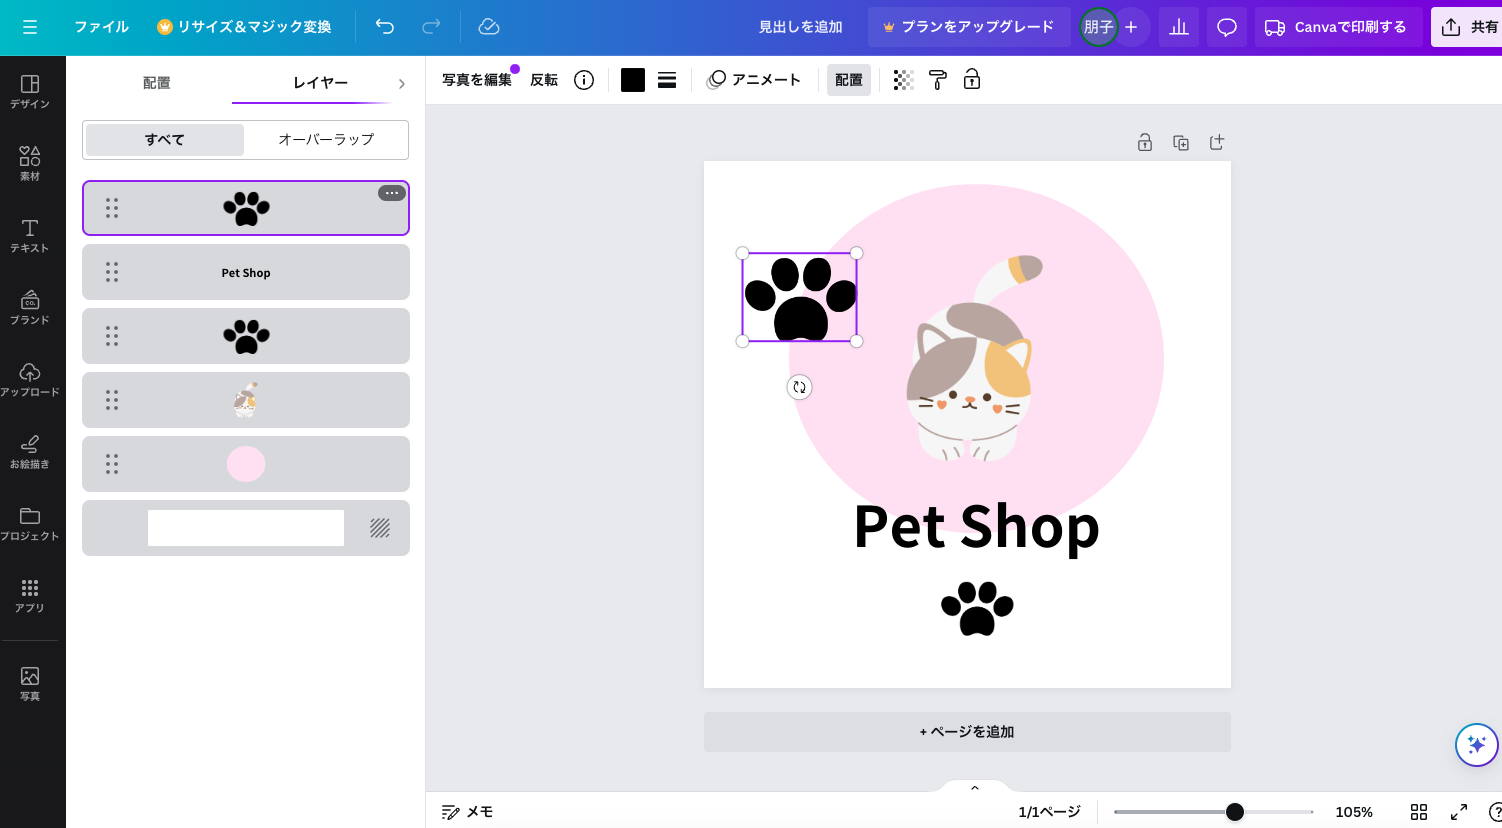 ファイル
リサイズ＆マジック変換
見出しを追加
プランをアップグレード
朋子
Canvaで印刷する
共有
デザイン
素材
テキスト
ブランド
CO.
アップロード
お絵描き
プロジェクト
アプリ
写真
配置
レイヤー
すべて
オーバーラップ
Pet Shop
写真を編集
反転
アニメート
配置
Pet Shop
+ ページを追加
メモ
1/1ページ
105%